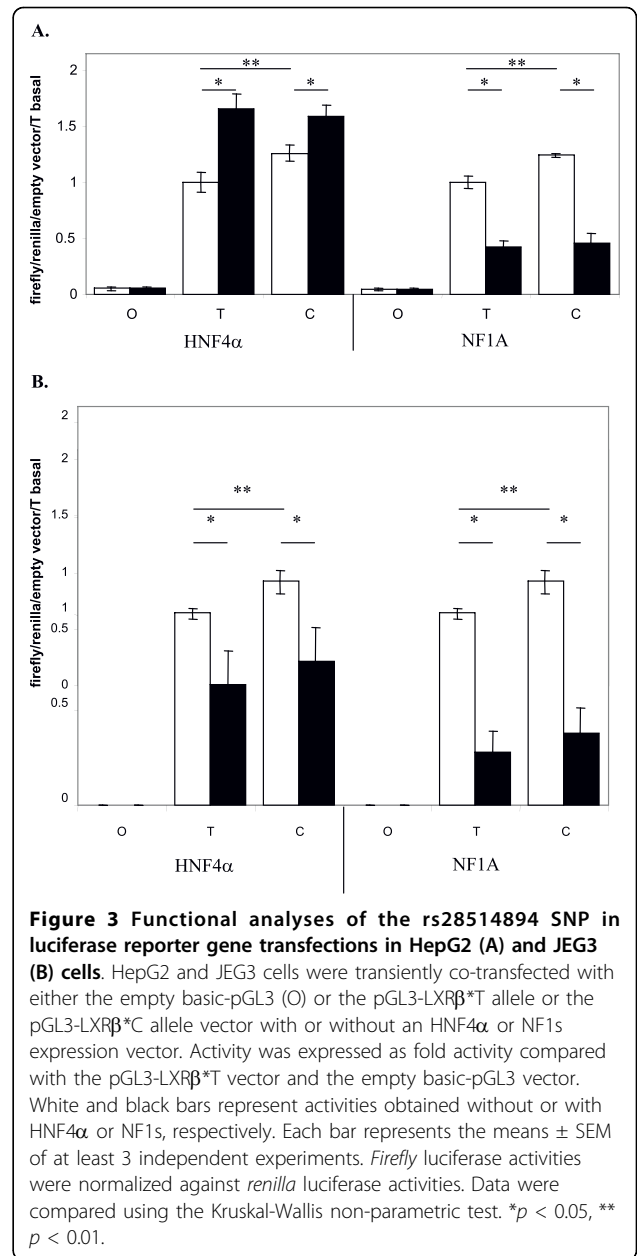 A.
firefly/renilla/empty vector/T basal
2
1.5
1
0.5
0
**
*
*
**
*
*
O
T
C
O
T
C
HNF4α
NF1A
B.
firefly/renilla/empty vector/T basal
2
2
1.5
1
1
0.5
0
0.5
0
**
*
*
**
*
*
O
T
C
O
T
C
HNF4α
NF1A
Figure 3 Functional analyses of the rs28514894 SNP in
luciferase reporter gene transfections in HepG2 (A) and JEG3
(B) cells. HepG2 and JEG3 cells were transiently co-transfected with
either the empty basic-pGL3 (O) or the pGL3-LXRβ*T allele or the
pGL3-LXRβ*C allele vector with or without an HNF4α or NF1s
expression vector. Activity was expressed as fold activity compared
with the pGL3-LXRβ*T vector and the empty basic-pGL3 vector.
White and black bars represent activities obtained without or with
HNF4α or NF1s, respectively. Each bar represents the means ± SEM
of at least 3 independent experiments. Firefly luciferase activities
were normalized against renilla luciferase activities. Data were
compared using the Kruskal-Wallis non-parametric test. *p < 0.05, **
p < 0.01.